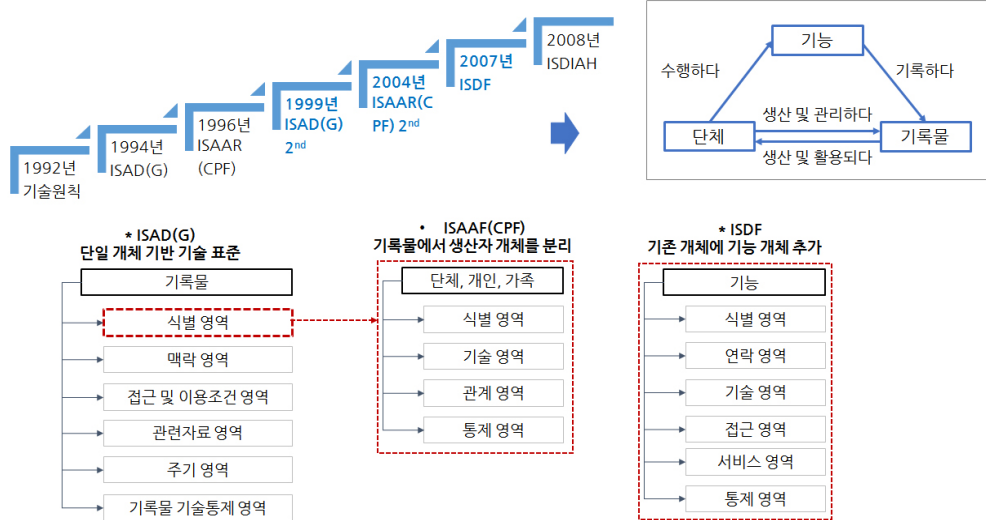 1992년
기술원칙
1994년
ISAD(G)
1996년
ISAAR
(CPF)
1999년
ISAD(G)
2nd
2004년
ISAAR(C
PF) 2nd
2007년
ISDF
2008년
ISDIAH
기능
수행하다
기록하다
생산 및 관리하다
단체
기록물
생산 및 활용되다
* ISAD(G)
단일 개체 기반 기술 표준
기록물
식별 영역
맥락 영역
접근 및 이용조건 영역
관련자료 영역
주기 영역
기록물 기술통제 영역
• ISAAF(CPF)
기록물에서 생산자 개체를 분리
단체, 개인, 가족
식별 영역
기술 영역
관계 영역
통제 영역
* ISDF
기존 개체에 기능 개체 추가
기능
식별 영역
연락 영역
기술 영역
접근 영역
서비스 영역
통제 영역